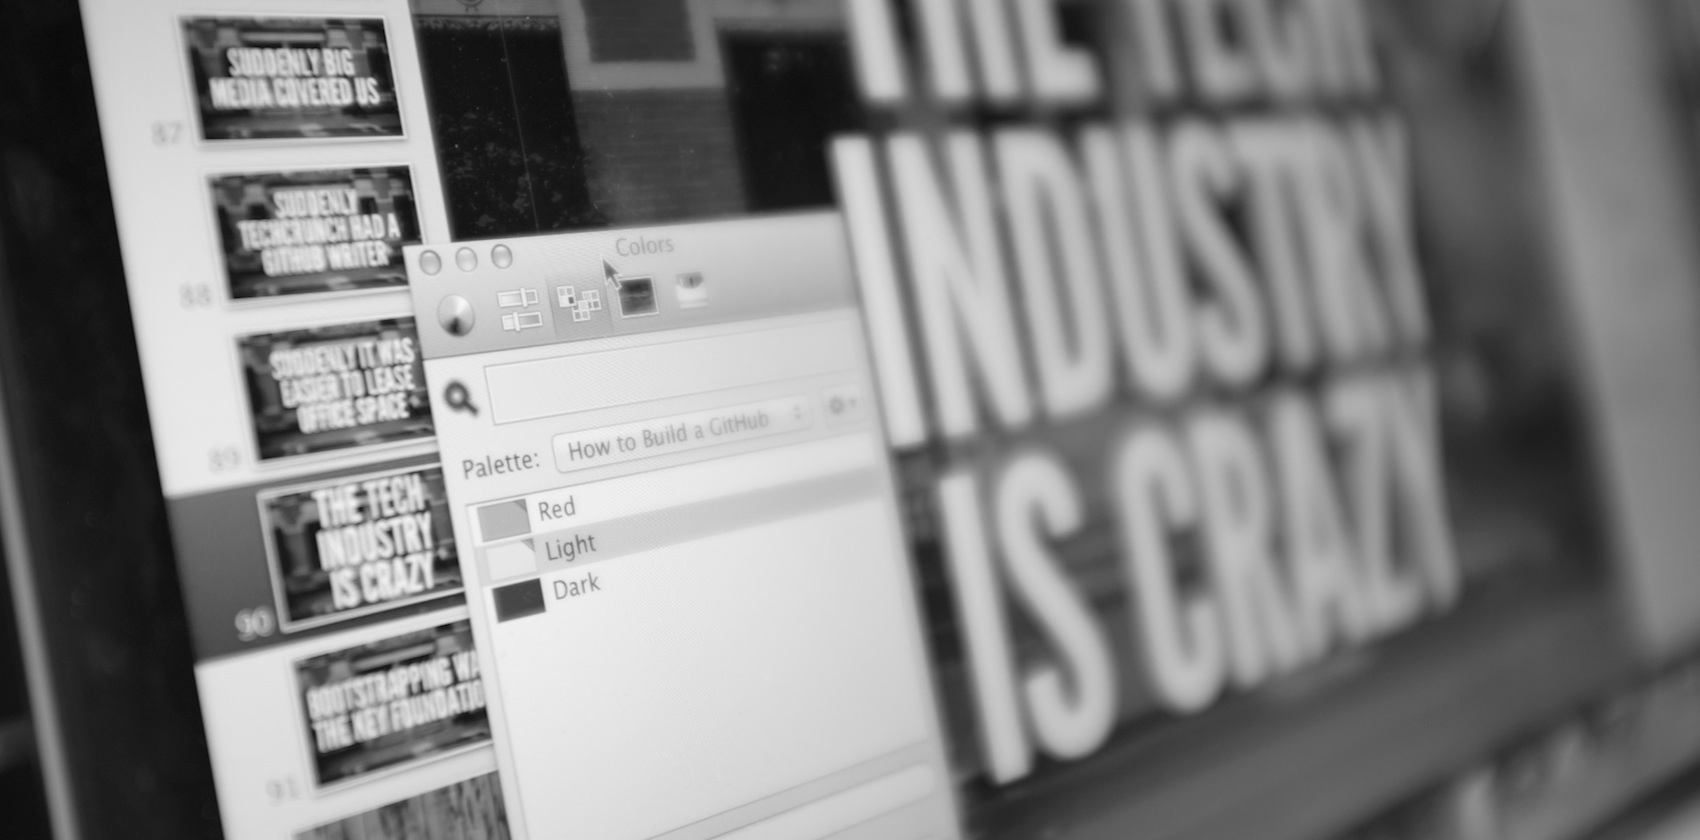 SUDDENLY BIG
MEDIA COVERED US
87
SUDDENLY
TECHCRUNCH HAD A
GITHUB WRITER
88
SUDDENLY IT WAS
EASIER TO LEASE
OFFICE SPACE
89
THE TECH
INDUSTRY
IS CRAZY
90
BOOTSTRAPPING WA
THE KEY FOUNDATIO
91
Colors
Palette: How to Build a GitHub
Red
Light
Dark
THE TECH
INDUSTRY
IS CRAZY